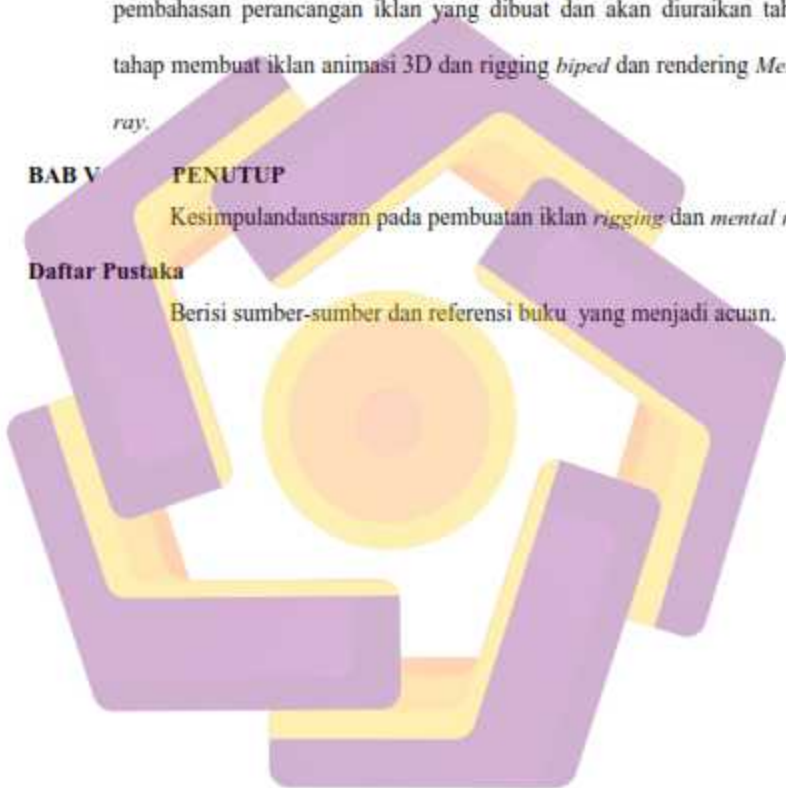 pembahasan perancangan iklan yang dibuat dan akan diuraikan
tahap membuat iklan animasi 3D dan rigging biped dan rendering
ray.
BAB V PENUTUP
Kesimpulandansaran pada pembuatan iklan rigging dan mental
Daftar Pustaka
Berisi sumber-sumber dan referensi buku yang menjadi acuan.